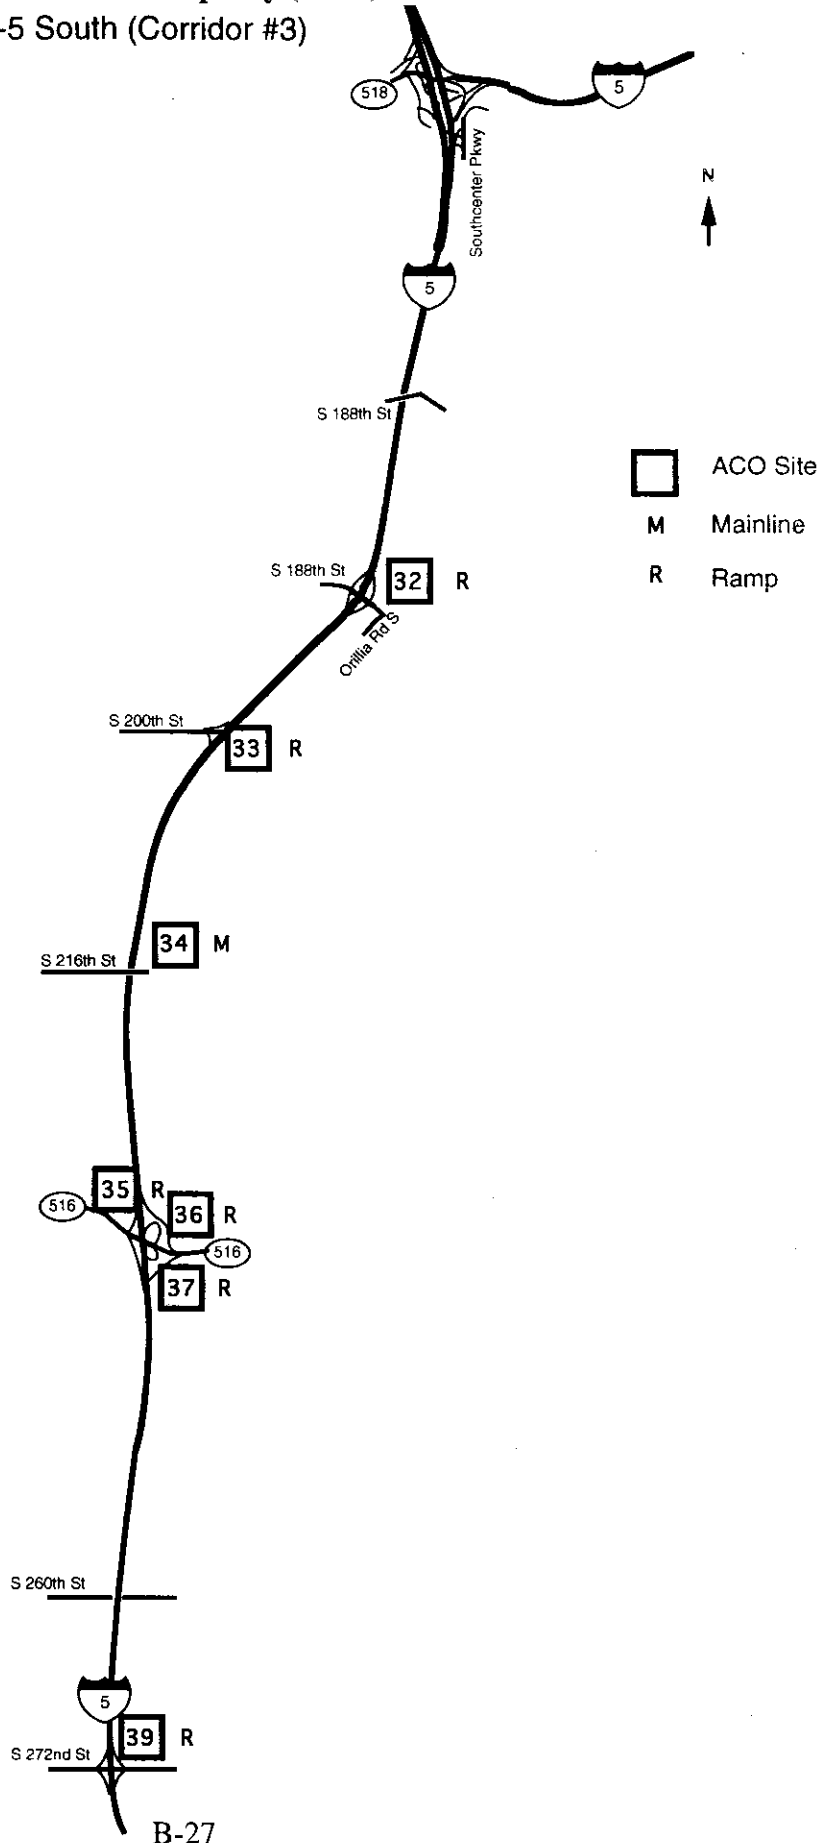 -5 South (Corridor #3)
5
518
Southcenter Pkwy
N
5
S 188th St
ACO Site
M Mainline
R Ramp
S 188th St
32 R
Orillia Rd S
S 200th St
33 R
34 M
S 216th St
35 R
516
36 R
516
37 R
S 260th St
5
39 R
S 272nd St
B-27